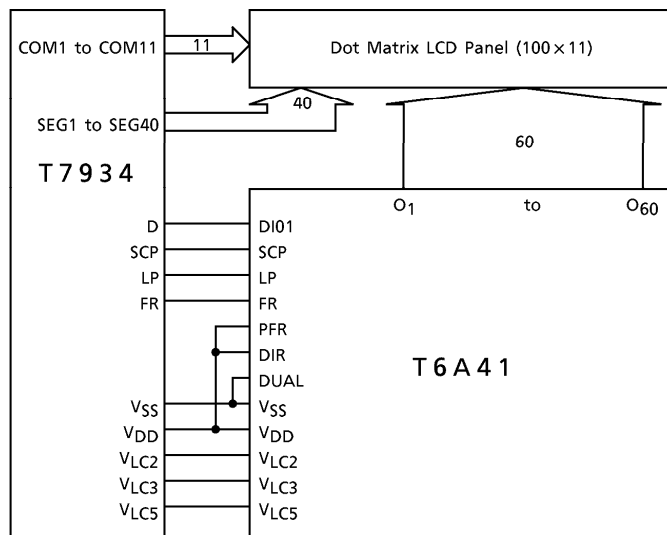 COM1 to COM11
11
Dot Matrix LCD Panel (100×11)
SEG1 to SEG40
40
60
T7934
O1 to O60
D
DI01
SCP
SCP
LP
LP
FR
FR
PFR
DIR
T6A41
DUAL
VSS
VSS
VDD
VDD
VLC2
VLC2
VLC3
VLC3
VLC5
VLC5